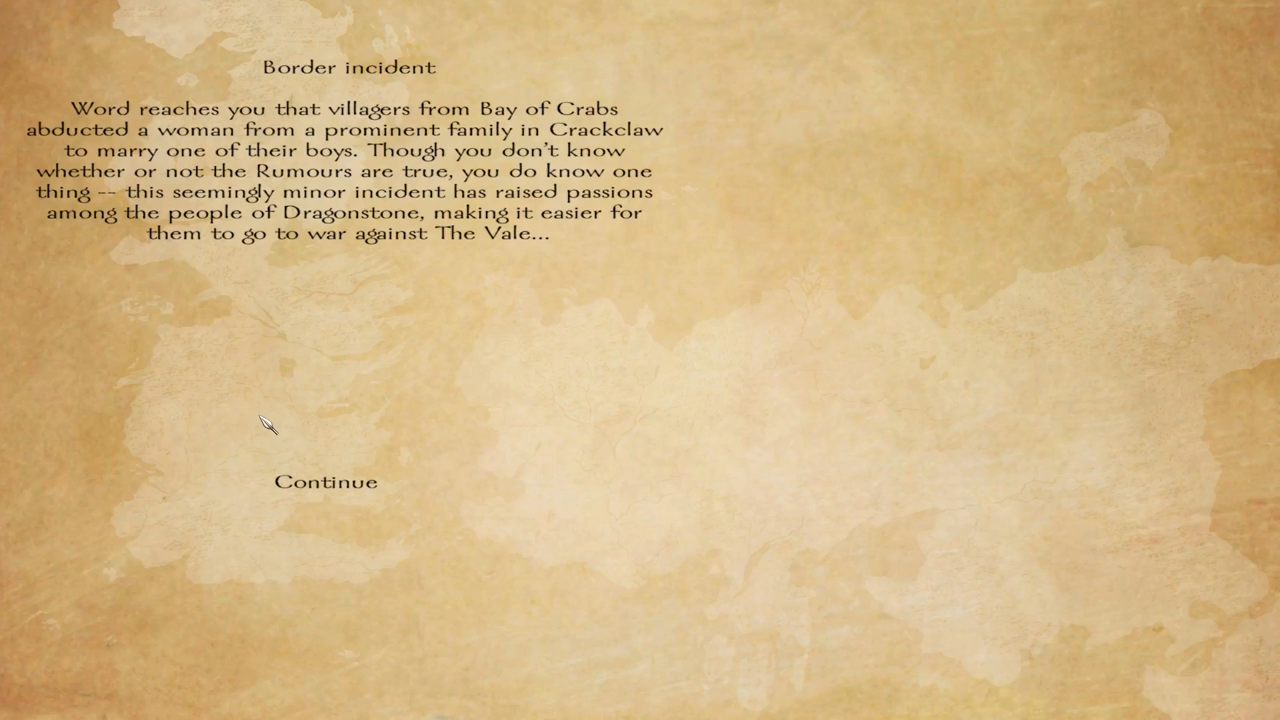 Border incident
Word reaches you that villagers from Bay of Crabs
abducted a woman from a prominent family in Crackclaw
to marry one of their boys. Though you don't know
whether or not the Rumours are true, you do know one
thing -- this seemingly minor incident has raised passions
among the people of Dragonstone, making it easier for
them to go to war against The Vale...
Continue